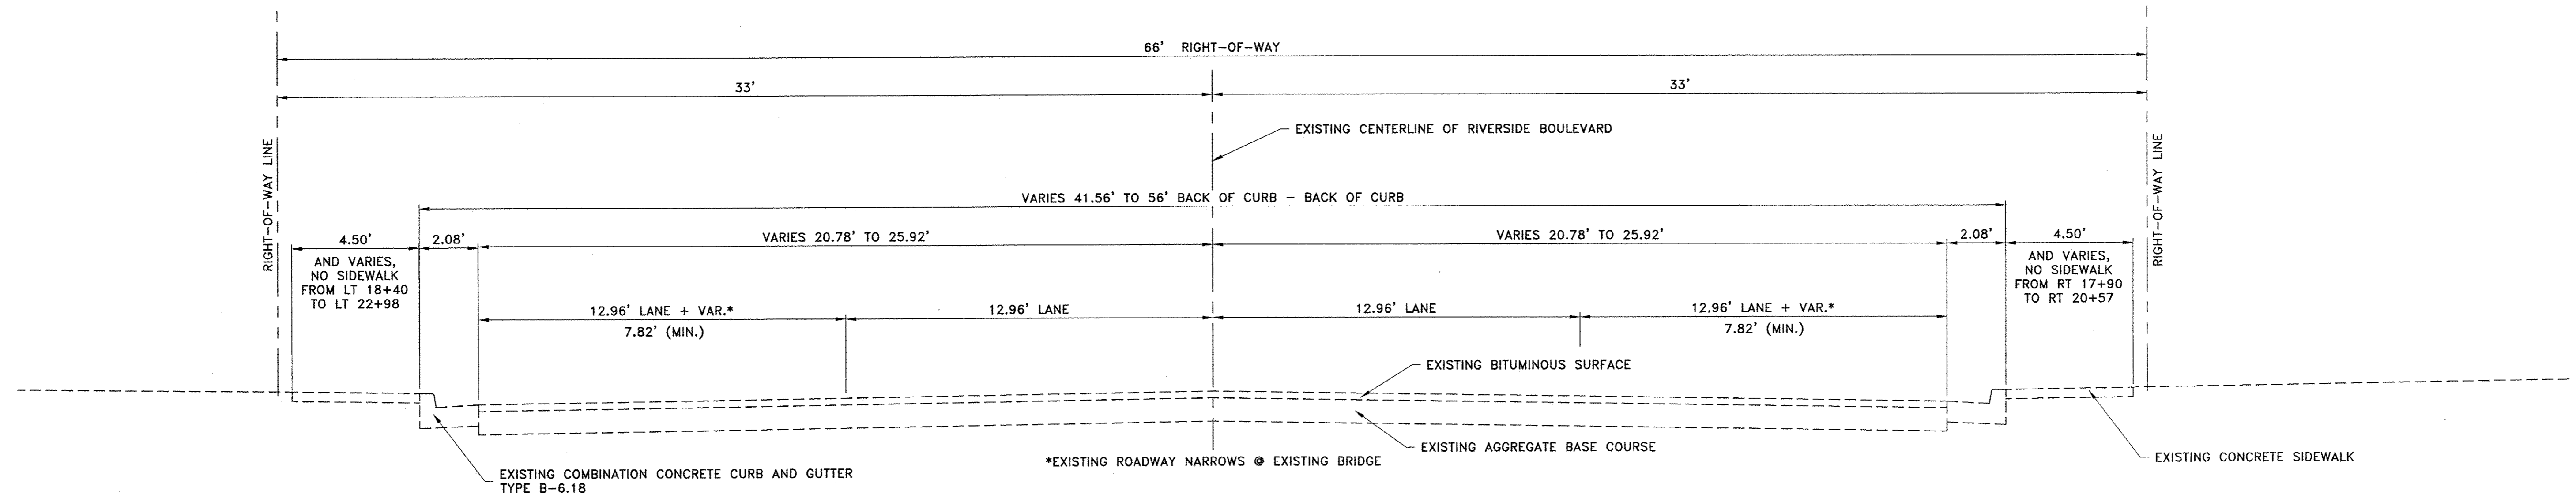 66' RIGHT-OF-WAY
33'
33'
EXISTING CENTERLINE OF RIVERSIDE BOULEVARD
RIGHT-OF-WAY LINE
RIGHT-OF-WAY LINE
VARIES 41.56' TO 56' BACK OF CURB – BACK OF CURB
4.50'
AND VARIES,
NO SIDEWALK
FROM LT 18+40
TO LT 22+98
2.08'
VARIES 20.78' TO 25.92'
VARIES 20.78' TO 25.92'
2.08'
4.50'
AND VARIES,
NO SIDEWALK
FROM RT 17+90
TO RT 20+57
12.96' LANE + VAR.*
7.82' (MIN.)
12.96' LANE
12.96' LANE
12.96' LANE + VAR.*
7.82' (MIN.)
EXISTING BITUMINOUS SURFACE
EXISTING AGGREGATE BASE COURSE
*EXISTING ROADWAY NARROWS @ EXISTING BRIDGE
EXISTING CONCRETE SIDEWALK
EXISTING COMBINATION CONCRETE CURB AND GUTTER
TYPE B–6.18